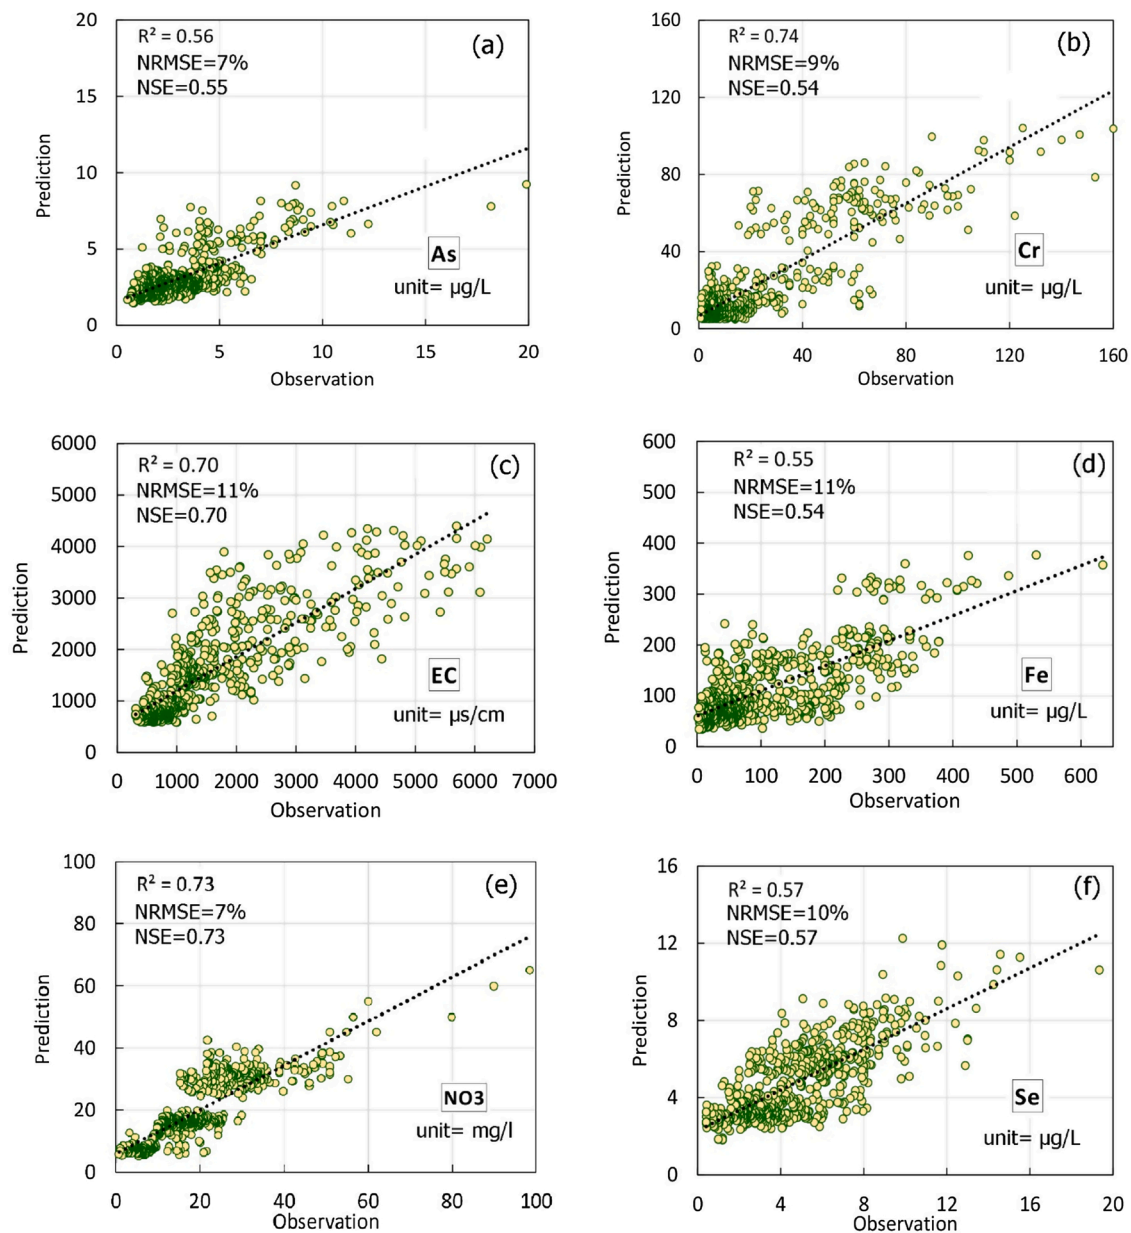 20
15
10
5
0
Prediction
R² = 0.56
NRMSE=7%
NSE=0.55
(a)
As
unit= µg/L
0 5 10 15 20
Observation
160
120
80
40
0
Prediction
R² = 0.74
NRMSE=9%
NSE=0.54
(b)
Cr
unit= µg/L
0 40 80 120 160
Observation
6000
5000
4000
3000
2000
1000
0
Prediction
R² = 0.70
NRMSE=11%
NSE=0.70
(c)
EC
unit= µs/cm
0 1000 2000 3000 4000 5000 6000 7000
Observation
600
500
400
300
200
100
0
Prediction
R² = 0.55
NRMSE=11%
NSE=0.54
(d)
Fe
unit= µg/L
0 100 200 300 400 500 600
Observation
100
80
60
40
20
0
Prediction
R² = 0.73
NRMSE=7%
NSE=0.73
(e)
NO3
unit= mg/l
0 20 40 60 80 100
Observation
16
12
8
4
0
Prediction
R² = 0.57
NRMSE=10%
NSE=0.57
(f)
Se
unit= µg/L
0 4 8 12 16 20
Observation